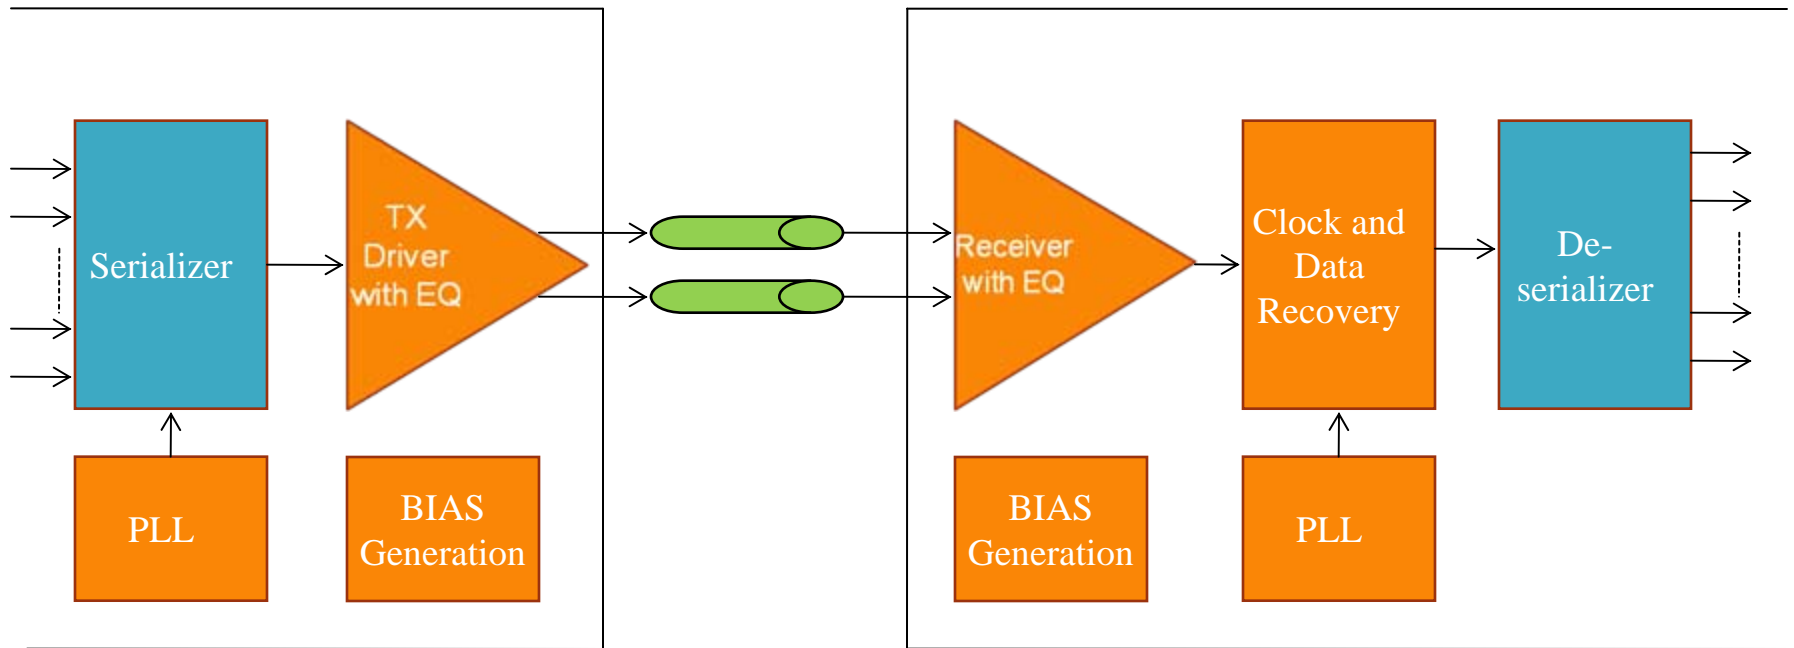 Serializer
TX
Driver
with EQ
Receiver
with EQ
Clock and
Data
Recovery
De-
serializer
PLL
BIAS
Generation
BIAS
Generation
PLL